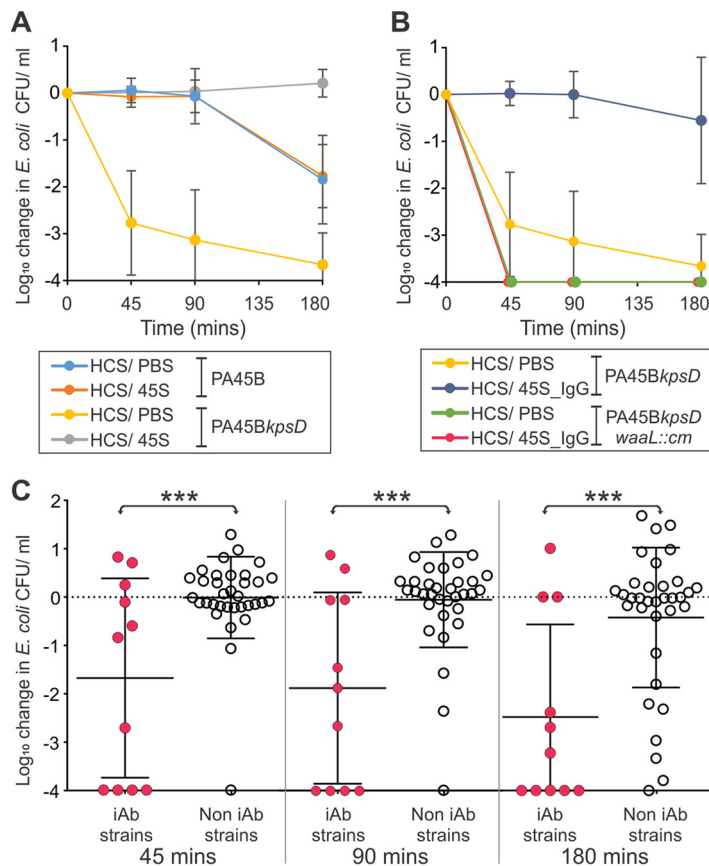 A
B
Log₁₀ change in E. coli CFU/ ml
1
0
-1
-2
-3
-4
0 45 90 135 180
Time (mins)
Log₁₀ change in E. coli CFU/ ml
1
0
-1
-2
-3
-4
0 45 90 135 180
Time (mins)
HCS/ PBS
HCS/ 45S
PA45B
HCS/ PBS
HCS/ 45S
PA45BkpsD
HCS/ PBS
HCS/ 45S_IgG
PA45BkpsD
HCS/ PBS
HCS/ 45S_IgG
PA45BkpsD
waaL::cm
C
Log₁₀ change in E. coli CFU/ ml
2
1
0
-1
-2
-3
-4
*** *** ***
iAb strains Non iAb strains iAb strains Non iAb strains iAb strains Non iAb strains
45 mins 90 mins 180 mins